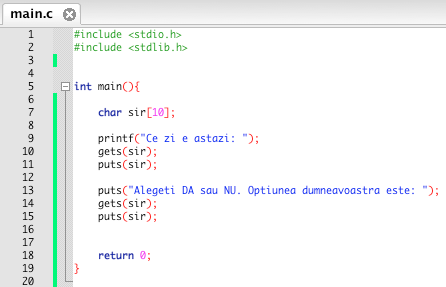 main.c
1 #include <stdio.h>
2 #include <stdlib.h>
3
4
5 int main(){
6
7 char sir[10];
8
9 printf("Ce zi e astazi: ");
10 gets(sir);
11 puts(sir);
12
13 puts("Alegeti DA sau NU. Optiunea dumneavoastra este: ");
14 gets(sir);
15 puts(sir);
16
17
18 return 0;
19 }
20